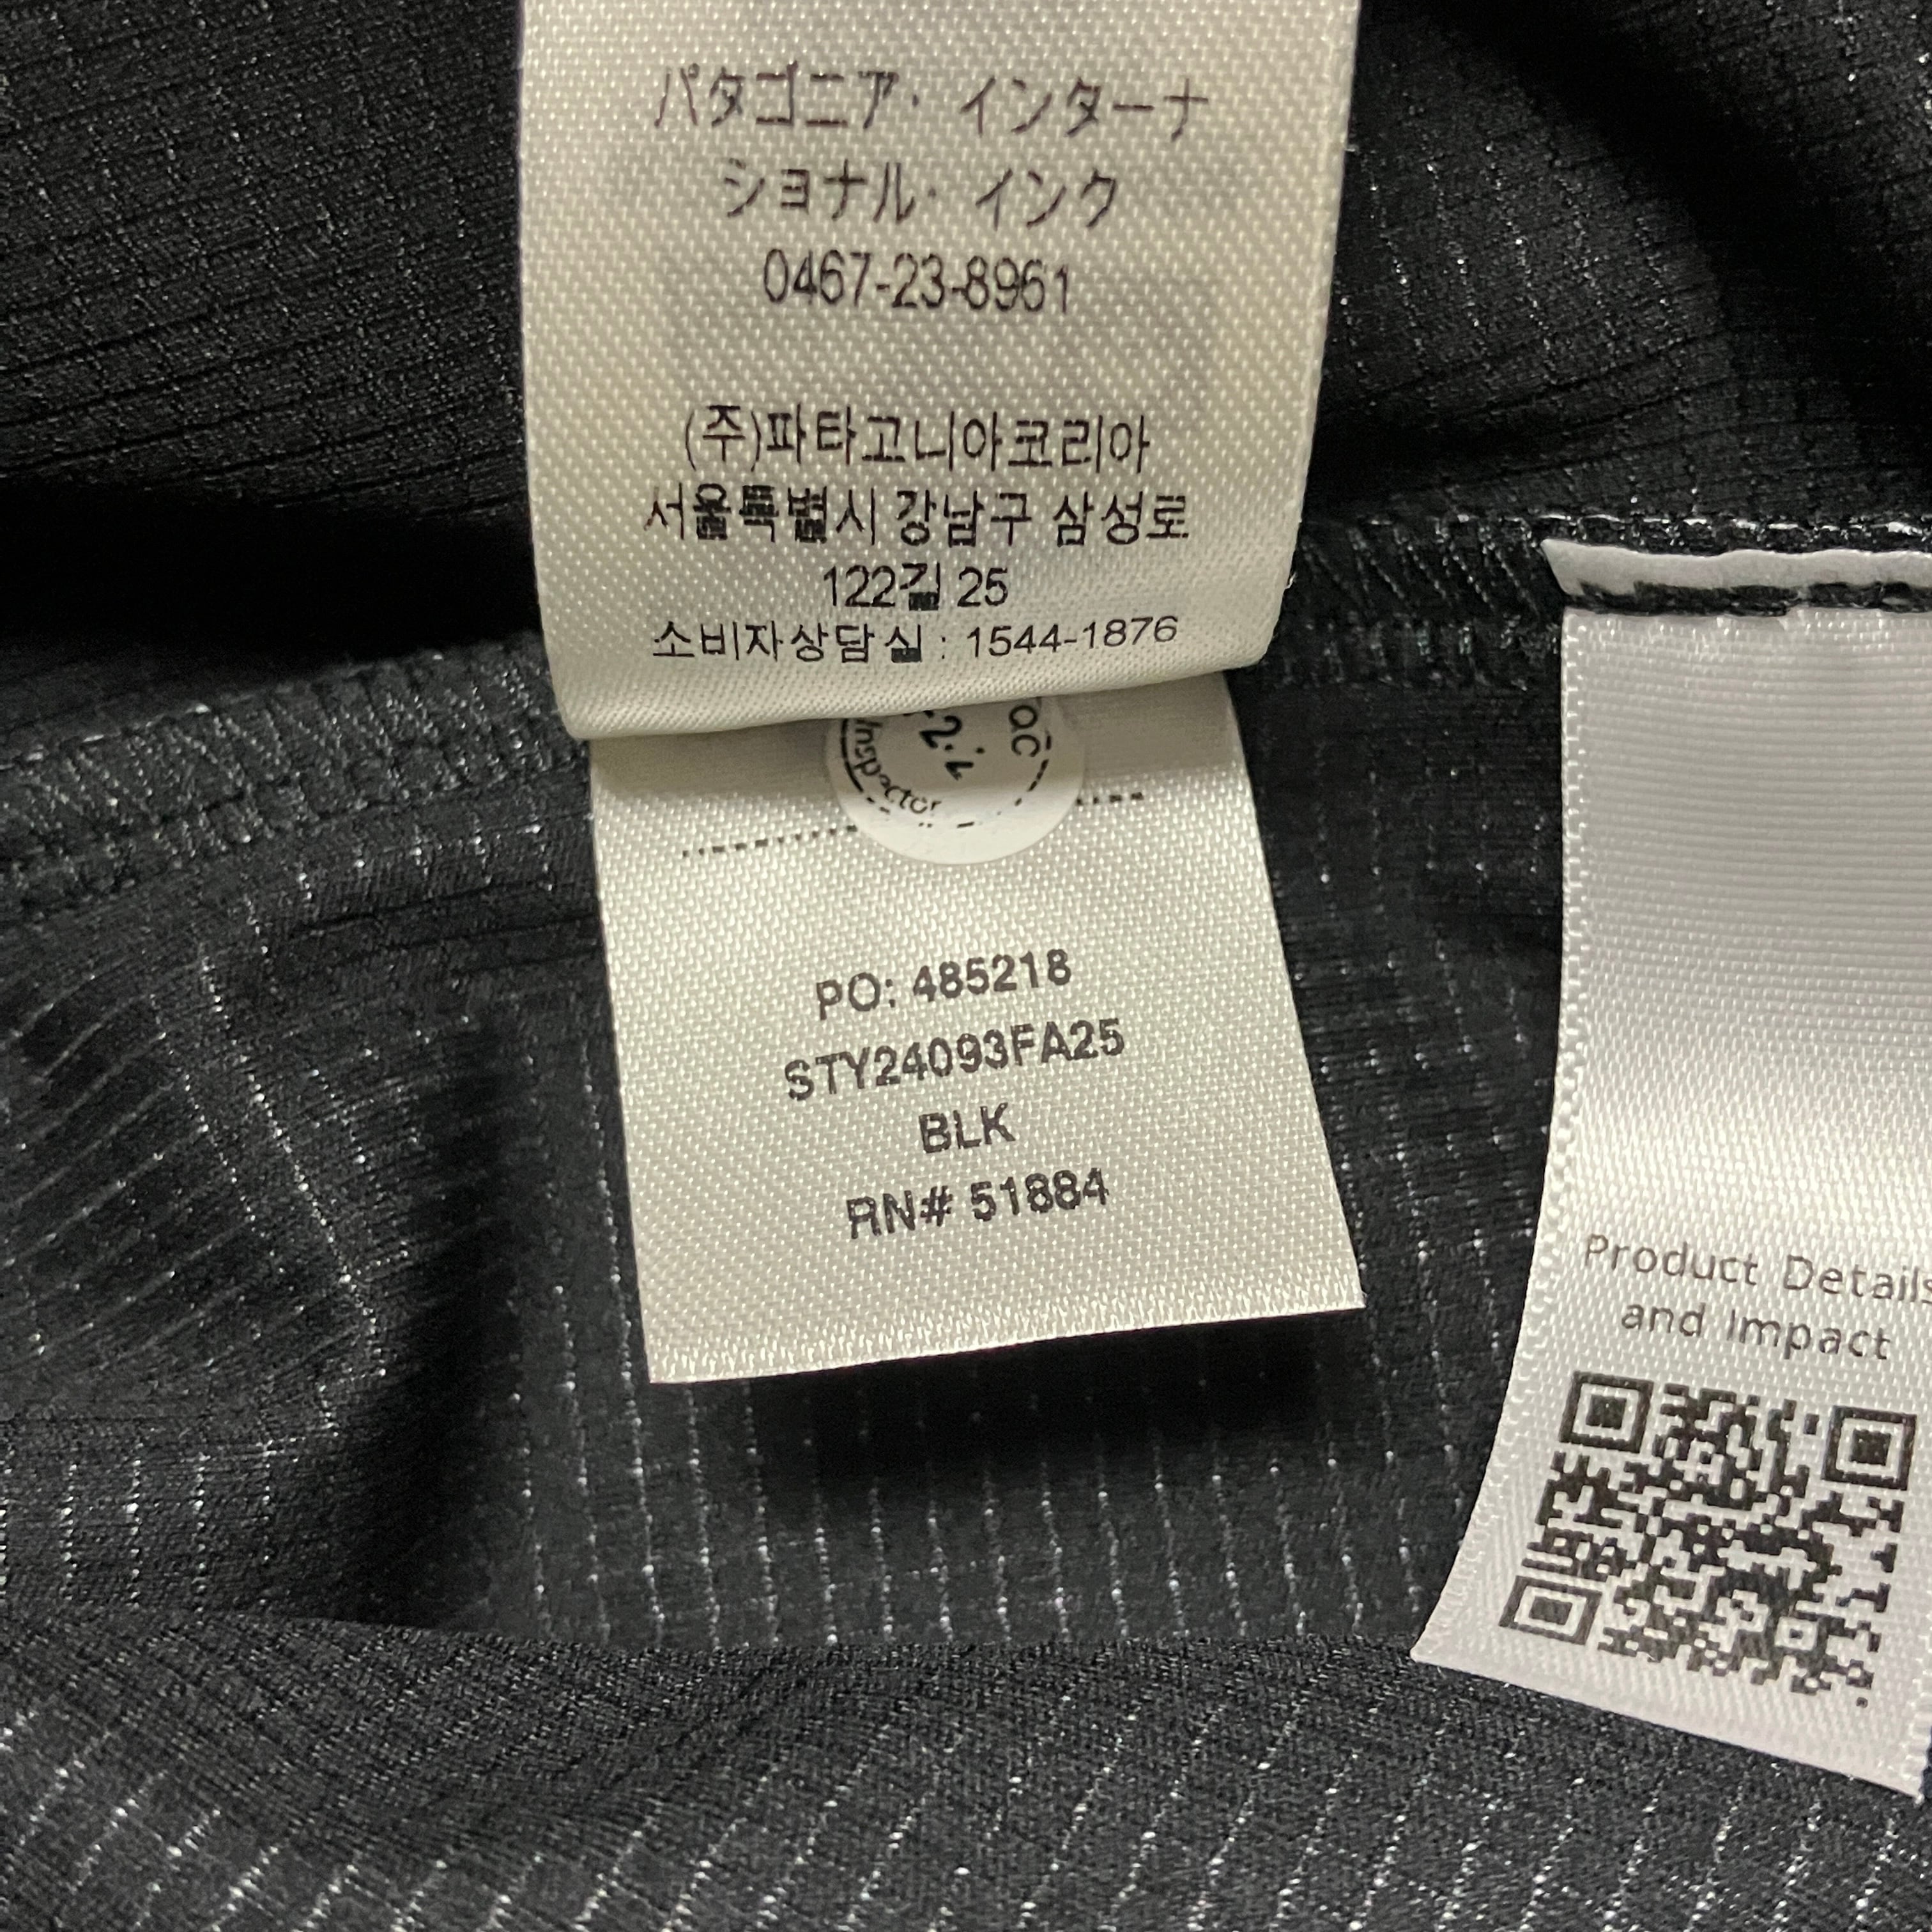 パタゴニア・インターナ
ショナル・インク
0467-23-8961
(주)파타고니아코리아
서울특별시 강남구 삼성로
122길 25
소비자상담실 : 1544-1876
QC
Inspector
PO: 485218
STY24093FA25
BLK
RN# 51884
Product Details
and Impact